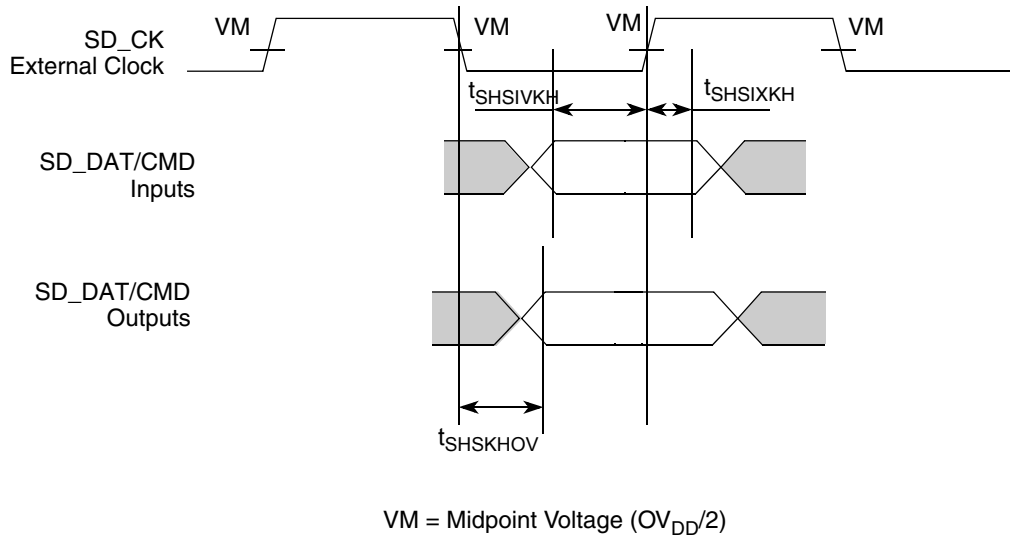 VM VM VM VM
SD_CK
External Clock
tSHSIVKH tSHSIXKH
SD_DAT/CMD
Inputs
SD_DAT/CMD
Outputs
tSHSKHOV
VM = Midpoint Voltage (OVDD/2)